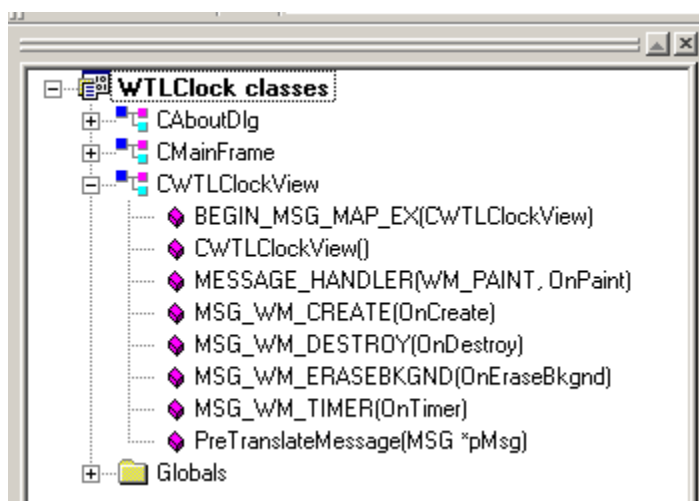 WTLClock classes
CAboutDlg
CMainFrame
CWTLClockView
BEGIN_MSG_MAP_EX(CWTLClockView)
CWTLClockView()
MESSAGE_HANDLER(WM_PAINT, OnPaint)
MSG_WM_CREATE(OnCreate)
MSG_WM_DESTROY(OnDestroy)
MSG_WM_ERASEBKGND(OnEraseBkgnd)
MSG_WM_TIMER(OnTimer)
PreTranslateMessage(MSG *pMsg)
Globals